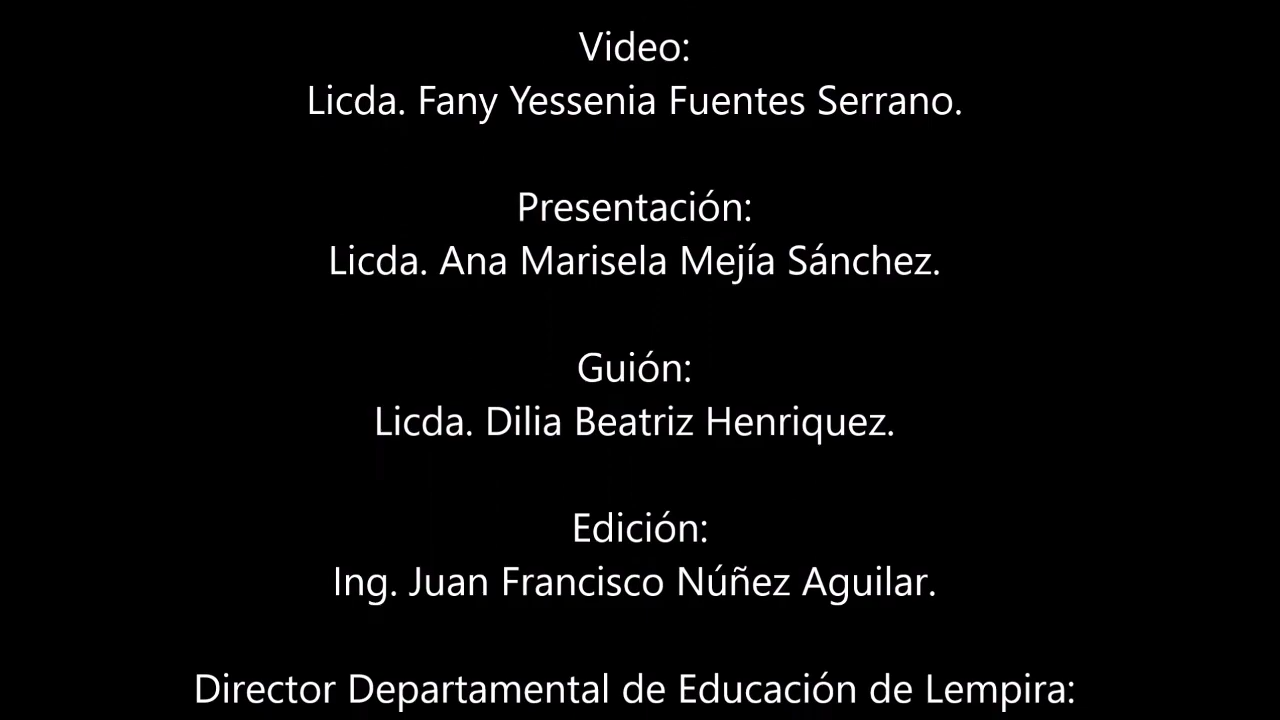 Video:
Licda. Fany Yessenia Fuentes Serrano.
Presentación:
Licda. Ana Marisela Mejía Sánchez.
Guión:
Licda. Dilia Beatriz Henriquez.
Edición:
Ing. Juan Francisco Núñez Aguilar.
Director Departamental de Educación de Lempira: